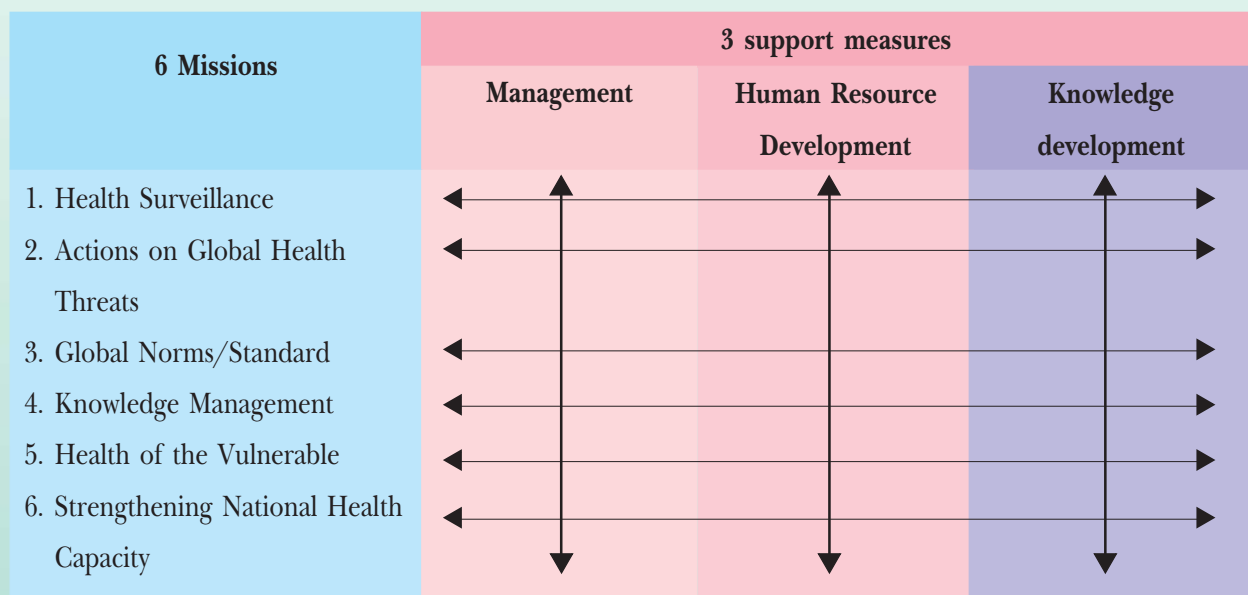 6 Missions
3 support measures
Management
Human Resource
Development
Knowledge
development
1. Health Surveillance
2. Actions on Global Health
Threats
3. Global Norms/Standard
4. Knowledge Management
5. Health of the Vulnerable
6. Strengthening National Health
Capacity